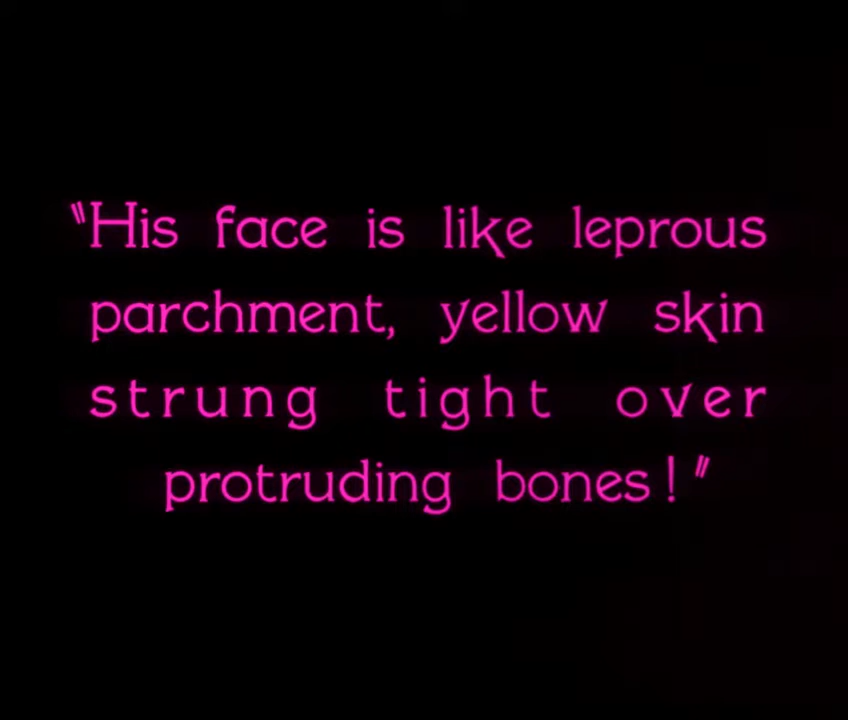 "His face is like leprous
parchment, yellow skin
strung tight over
protruding bones!"